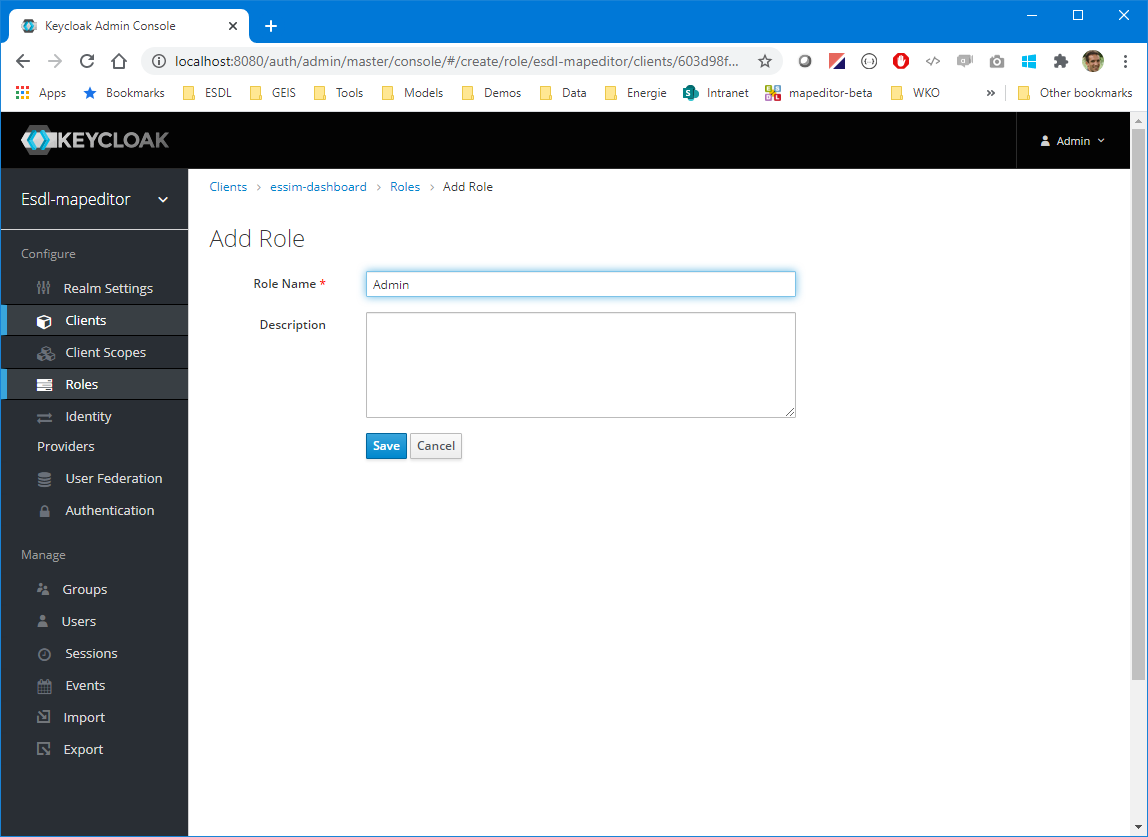 Keycloak Admin Console
localhost:8080/auth/admin/master/console/#/create/role/esdl-mapeditor/clients/603d98f...
Apps Bookmarks ESDL GEIS Tools Models Demos Data Energie Intranet mapeditor-beta WKO » Other bookmarks
KEYCLOAK
Admin
Esdl-mapeditor
Clients > essim-dashboard > Roles > Add Role
Add Role
Role Name *
Admin
Description
Save Cancel
Configure
Realm Settings
Clients
Client Scopes
Roles
Identity
Providers
User Federation
Authentication
Manage
Groups
Users
Sessions
Events
Import
Export